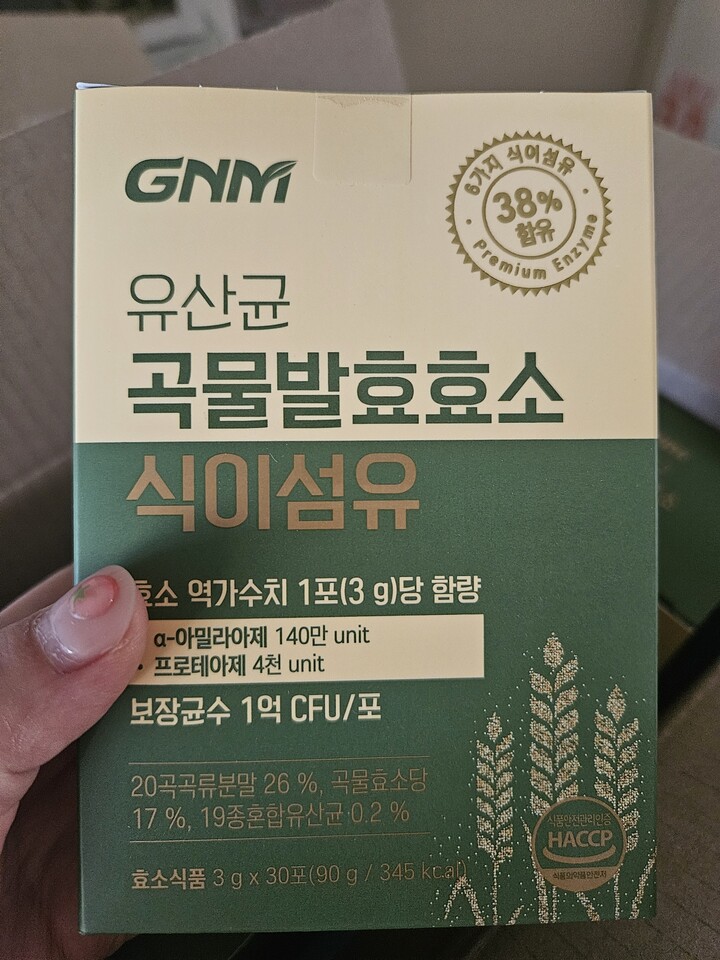 GNM
6가지 식이섬유
38%
함유
Premium Enzyme
유산균
곡물발효효소
식이섬유
효소 역가수치 1포(3 g)당 함량
α-아밀라아제 140만 unit
• 프로테아제 4천 unit
보장균수 1억 CFU/포
20곡곡류분말 26 %, 곡물효소당
17 %, 19종혼합유산균 0.2 %
효소식품 3 g x 30포(90 g / 345 kcal)
식품안전관리인증
HACCP
식품의약품안전처